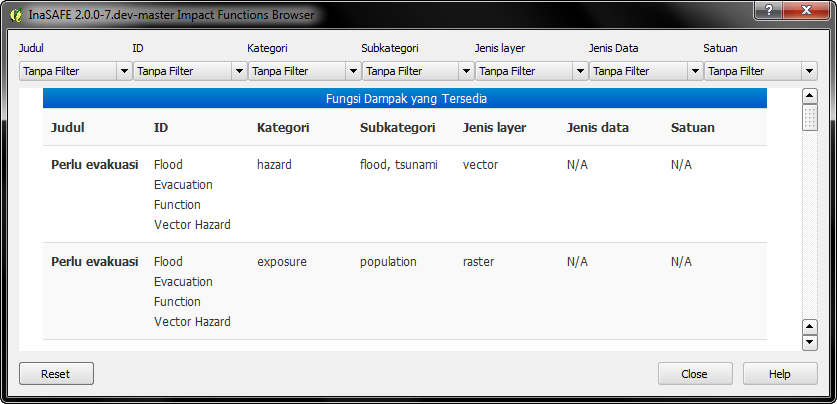 InaSAFE 2.0.0-7.dev-master Impact Functions Browser
Judul ID Kategori Subkategori Jenis layer Jenis Data Satuan
Tanpa Filter Tanpa Filter Tanpa Filter Tanpa Filter Tanpa Filter Tanpa Filter Tanpa Filter
Fungsi Dampak yang Tersedia
Judul ID Kategori Subkategori Jenis layer Jenis data Satuan
Perlu evakuasi Flood hazard flood, tsunami vector N/A N/A
Evacuation
Function
Vector Hazard
Perlu evakuasi Flood exposure population raster N/A N/A
Evacuation
Function
Vector Hazard
Reset Close Help